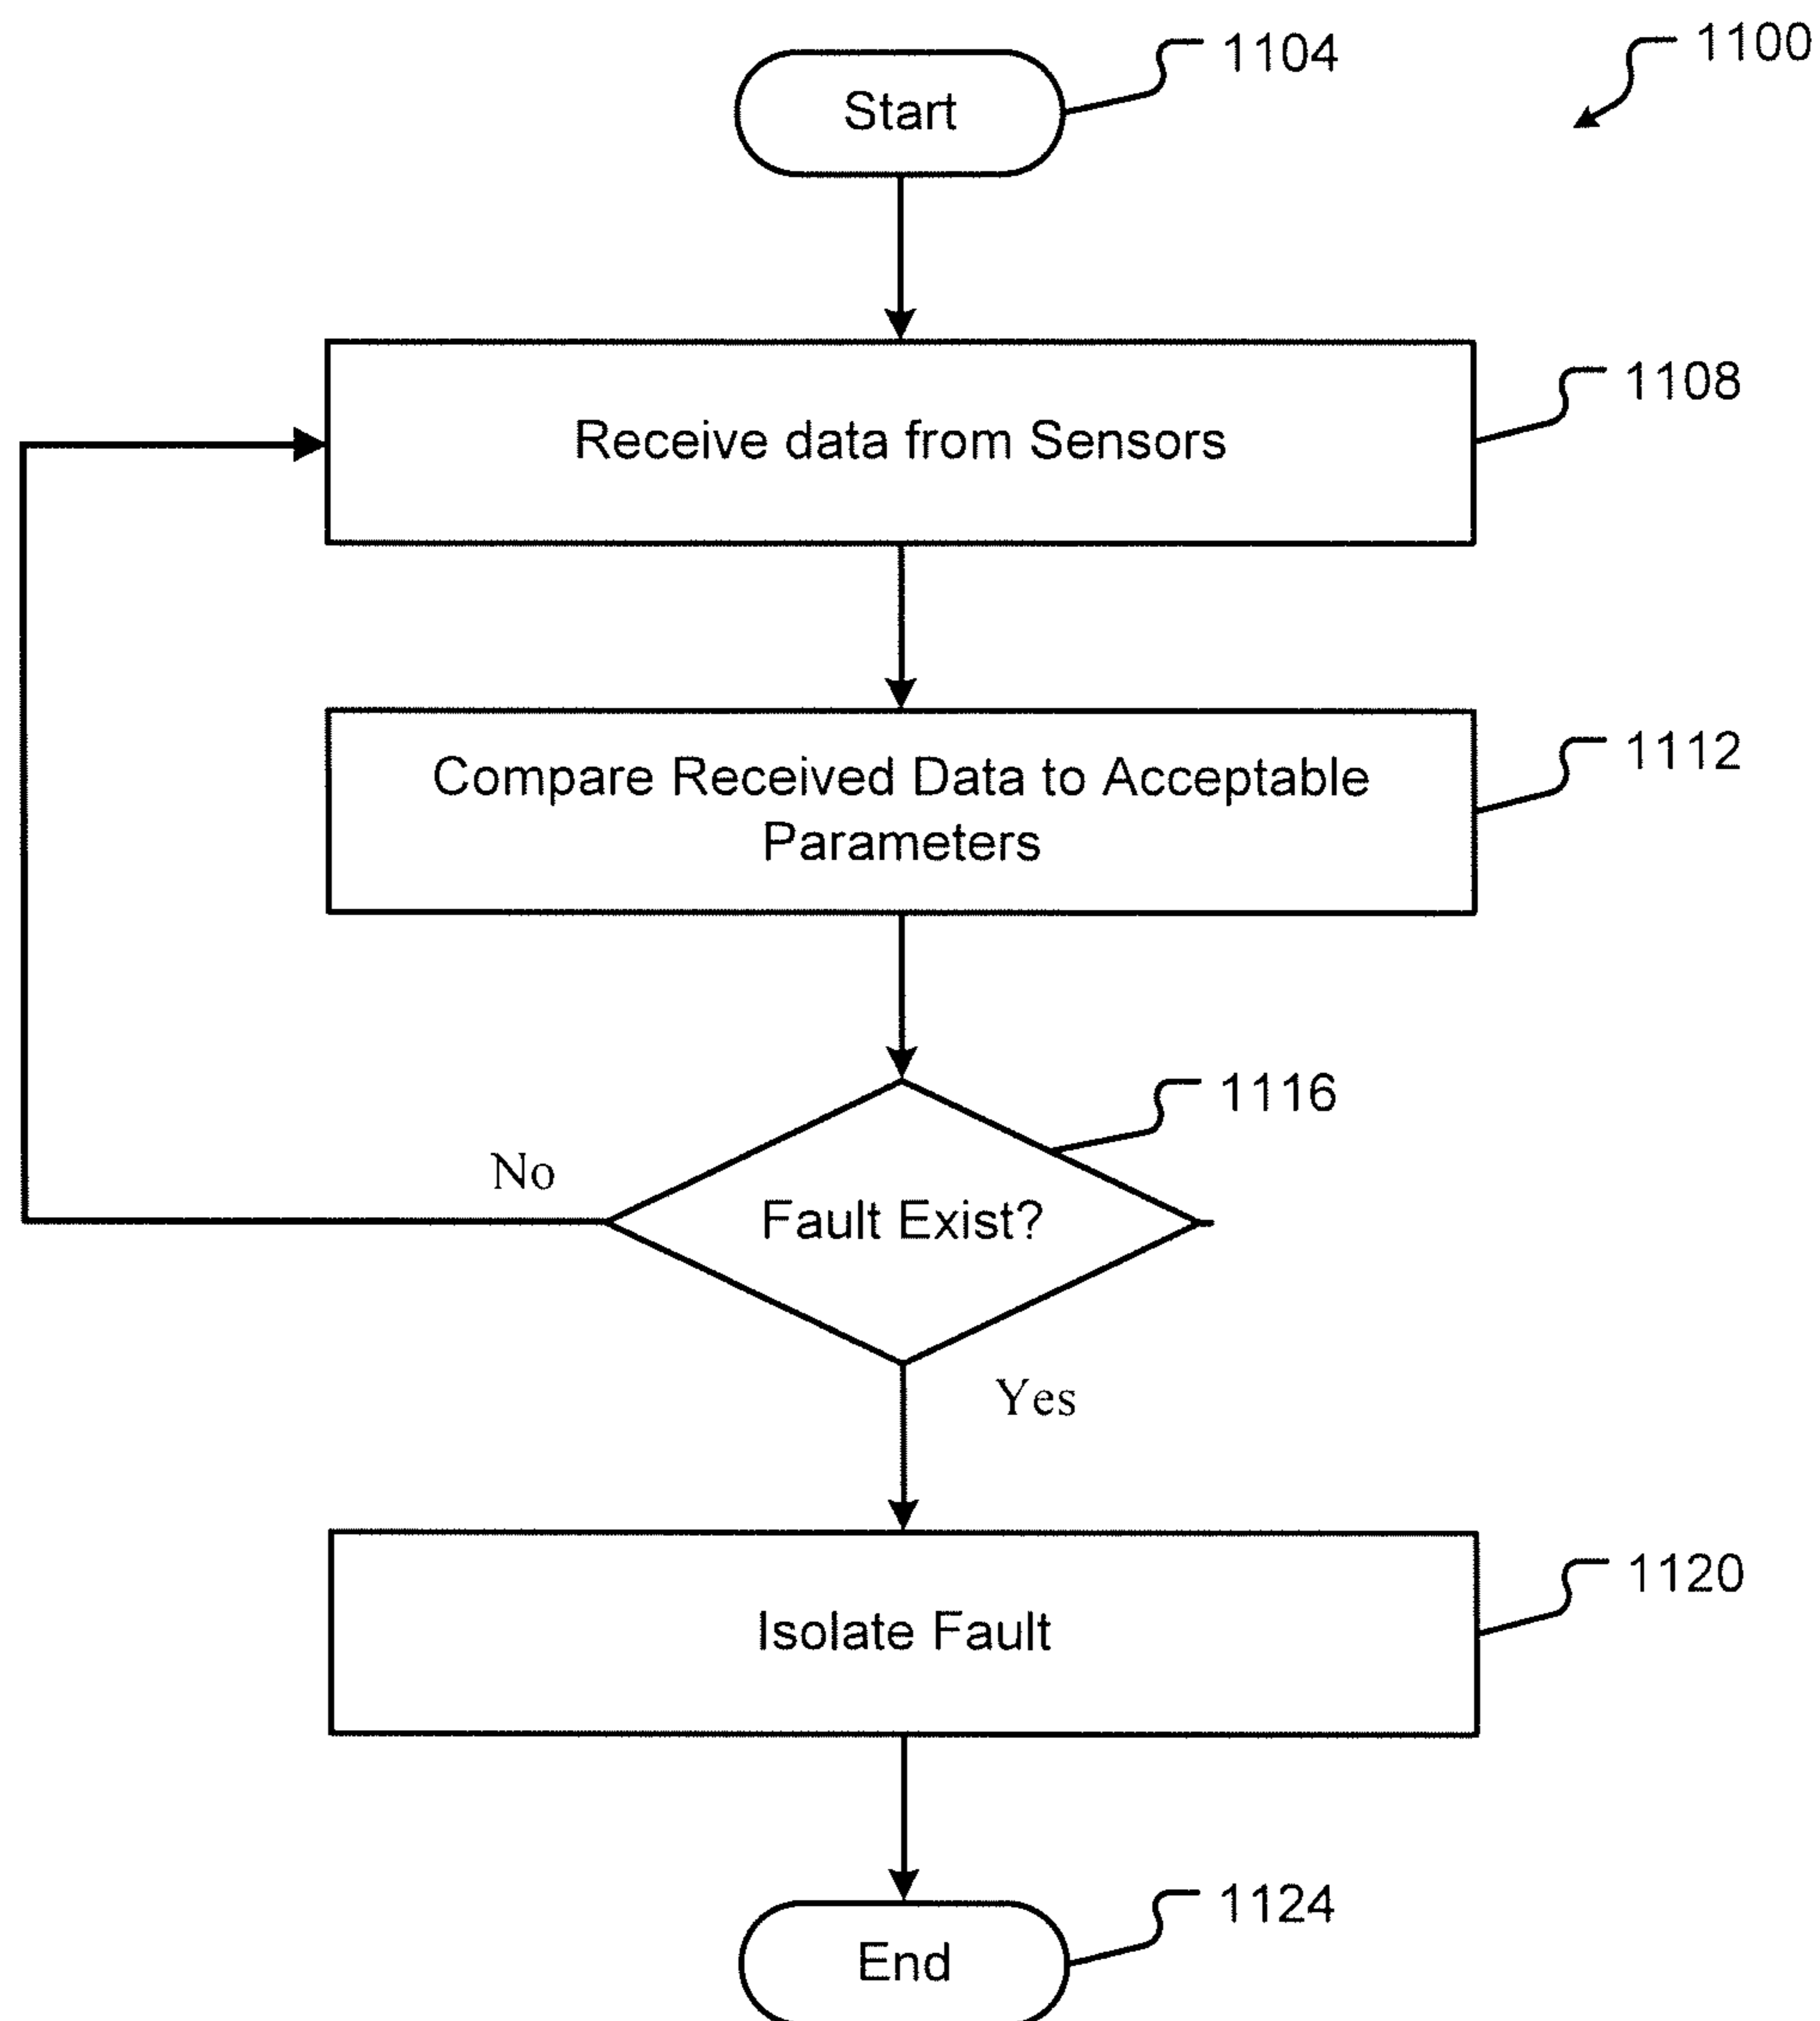 1100
Start
1104
Receive data from Sensors
1108
Compare Received Data to Acceptable
Parameters
1112
Fault Exist?
1116
No
Yes
Isolate Fault
1120
End
1124